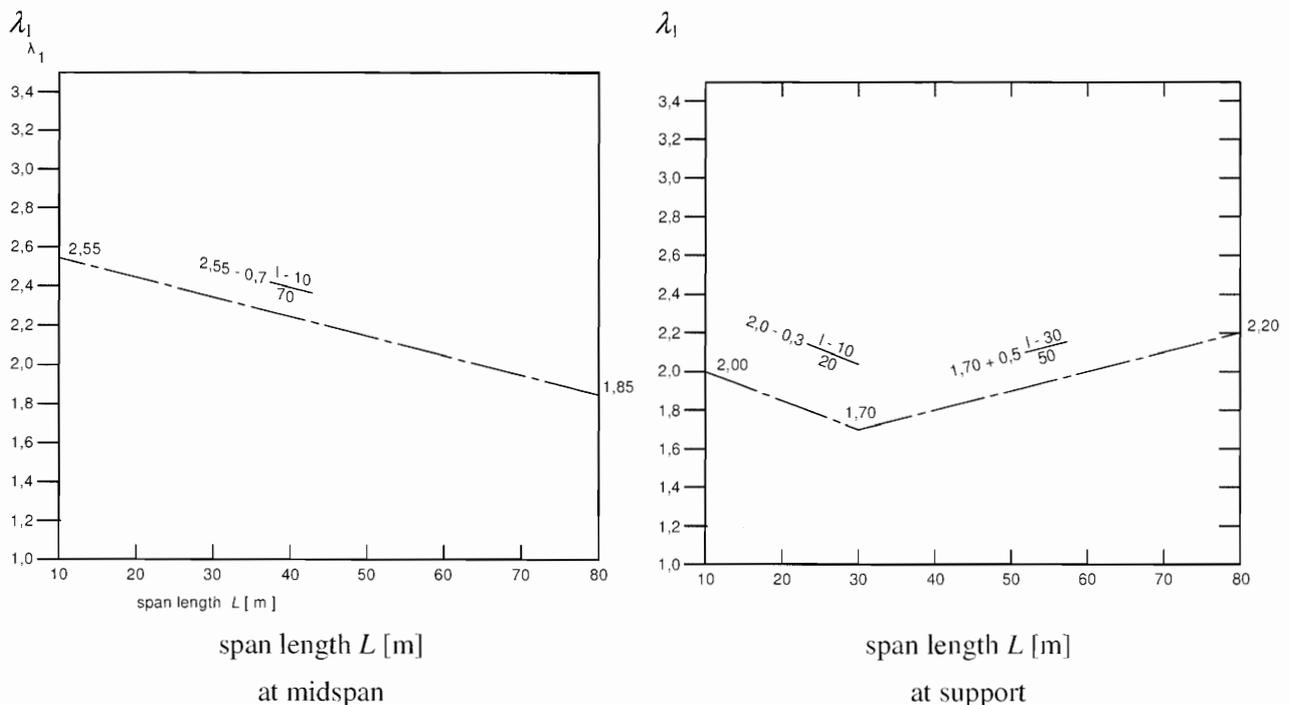 λ₁
λ₁
3,4
3,2
3,0
2,8
2,6
2,4
2,2
2,0
1,8
1,6
1,4
1,2
1,0
2,55
2,55 - 0,7 l - 10
70
1,85
10 20 30 40 50 60 70 80
span length L [ m ]
span length L [m]
at midspan
λ₁
3,4
3,2
3,0
2,8
2,6
2,4
2,2
2,0
1,8
1,6
1,4
1,2
1,0
2,00
2,0 - 0,3 l - 10
20
1,70
1,70 + 0,5 l - 30
50
2,20
10 20 30 40 50 60 70 80
span length L [m]
at support